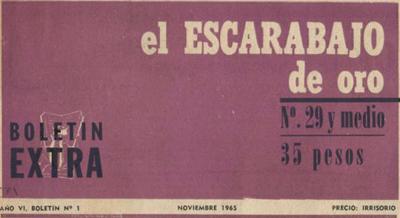 el ESCARABAJO
de oro
Nº. 29 y medio
35 pesos
BOLETIN
EXTRA
AÑO VI, BOLETIN Nº 1 NOVIEMBRE 1965 PRECIO: IRRISORIO